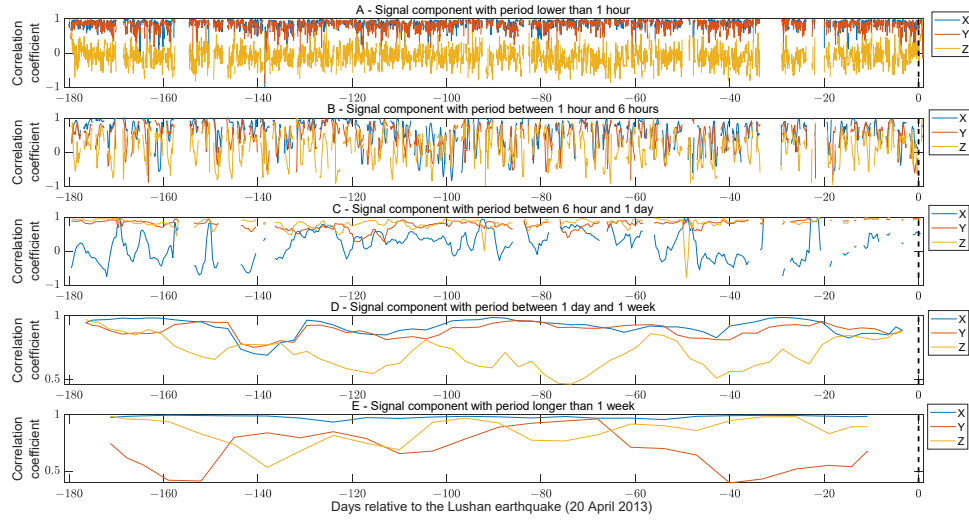 A - Signal component with period lower than 1 hour
Correlation
coefficient
1
0
-1
−180 −160 −140 −120 −100 −80 −60 −40 −20 0
X
Y
Z
B - Signal component with period between 1 hour and 6 hours
Correlation
coefficient
1
0
-1
−180 −160 −140 −120 −100 −80 −60 −40 −20 0
X
Y
Z
C - Signal component with period between 6 hour and 1 day
Correlation
coefficient
1
0
-1
−180 −160 −140 −120 −100 −80 −60 −40 −20 0
X
Y
Z
D - Signal component with period between 1 day and 1 week
Correlation
coefficient
1
0.5
−180 −160 −140 −120 −100 −80 −60 −40 −20 0
X
Y
Z
E - Signal component with period longer than 1 week
Correlation
coefficient
1
0.5
−180 −160 −140 −120 −100 −80 −60 −40 −20 0
X
Y
Z
Days relative to the Lushan earthquake (20 April 2013)